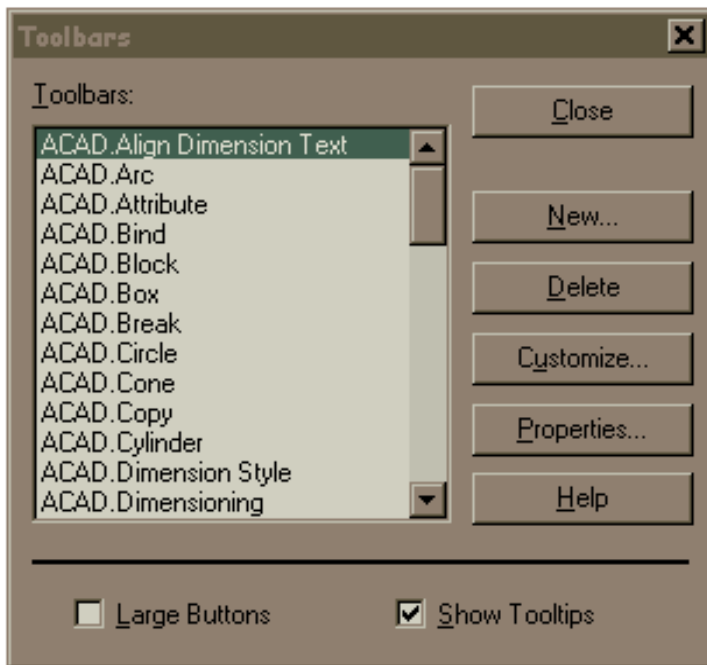 Toolbars
Toolbars:
ACAD.Align Dimension Text
ACAD.Arc
ACAD.Attribute
ACAD.Bind
ACAD.Block
ACAD.Box
ACAD.Break
ACAD.Circle
ACAD.Cone
ACAD.Copy
ACAD.Cylinder
ACAD.Dimension Style
ACAD.Dimensioning
Close
New...
Delete
Customize...
Properties...
Help
Large Buttons
Show Tooltips